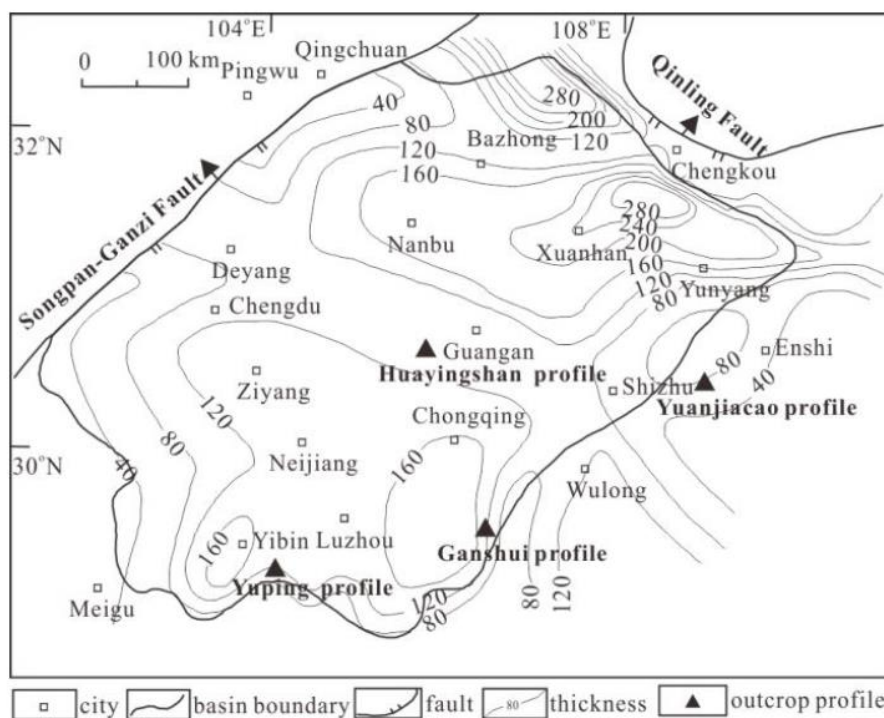 104°E
108°E
0 100 km
Qingchuan
Pingwu
Qinling Fault
40
280
200
80
Bazhong
120
32°N
120
Chengkou
160
Songpan-Ganzi Fault
280
240
Nanbu
Xuanhan
200
Deyang
160
Yunyang
120
Chengdu
80
Guangan
Enshi
Huayingshan profile
80
Ziyang
Shizhu
40
120
Yuanjiacao profile
Chongqing
80
30°N
Neijiang
160
40
Wulong
160
Yibin
Luzhou
Ganshui profile
Yuping profile
80
120
Meigu
120
80
city
basin boundary
fault
80
thickness
outcrop profile